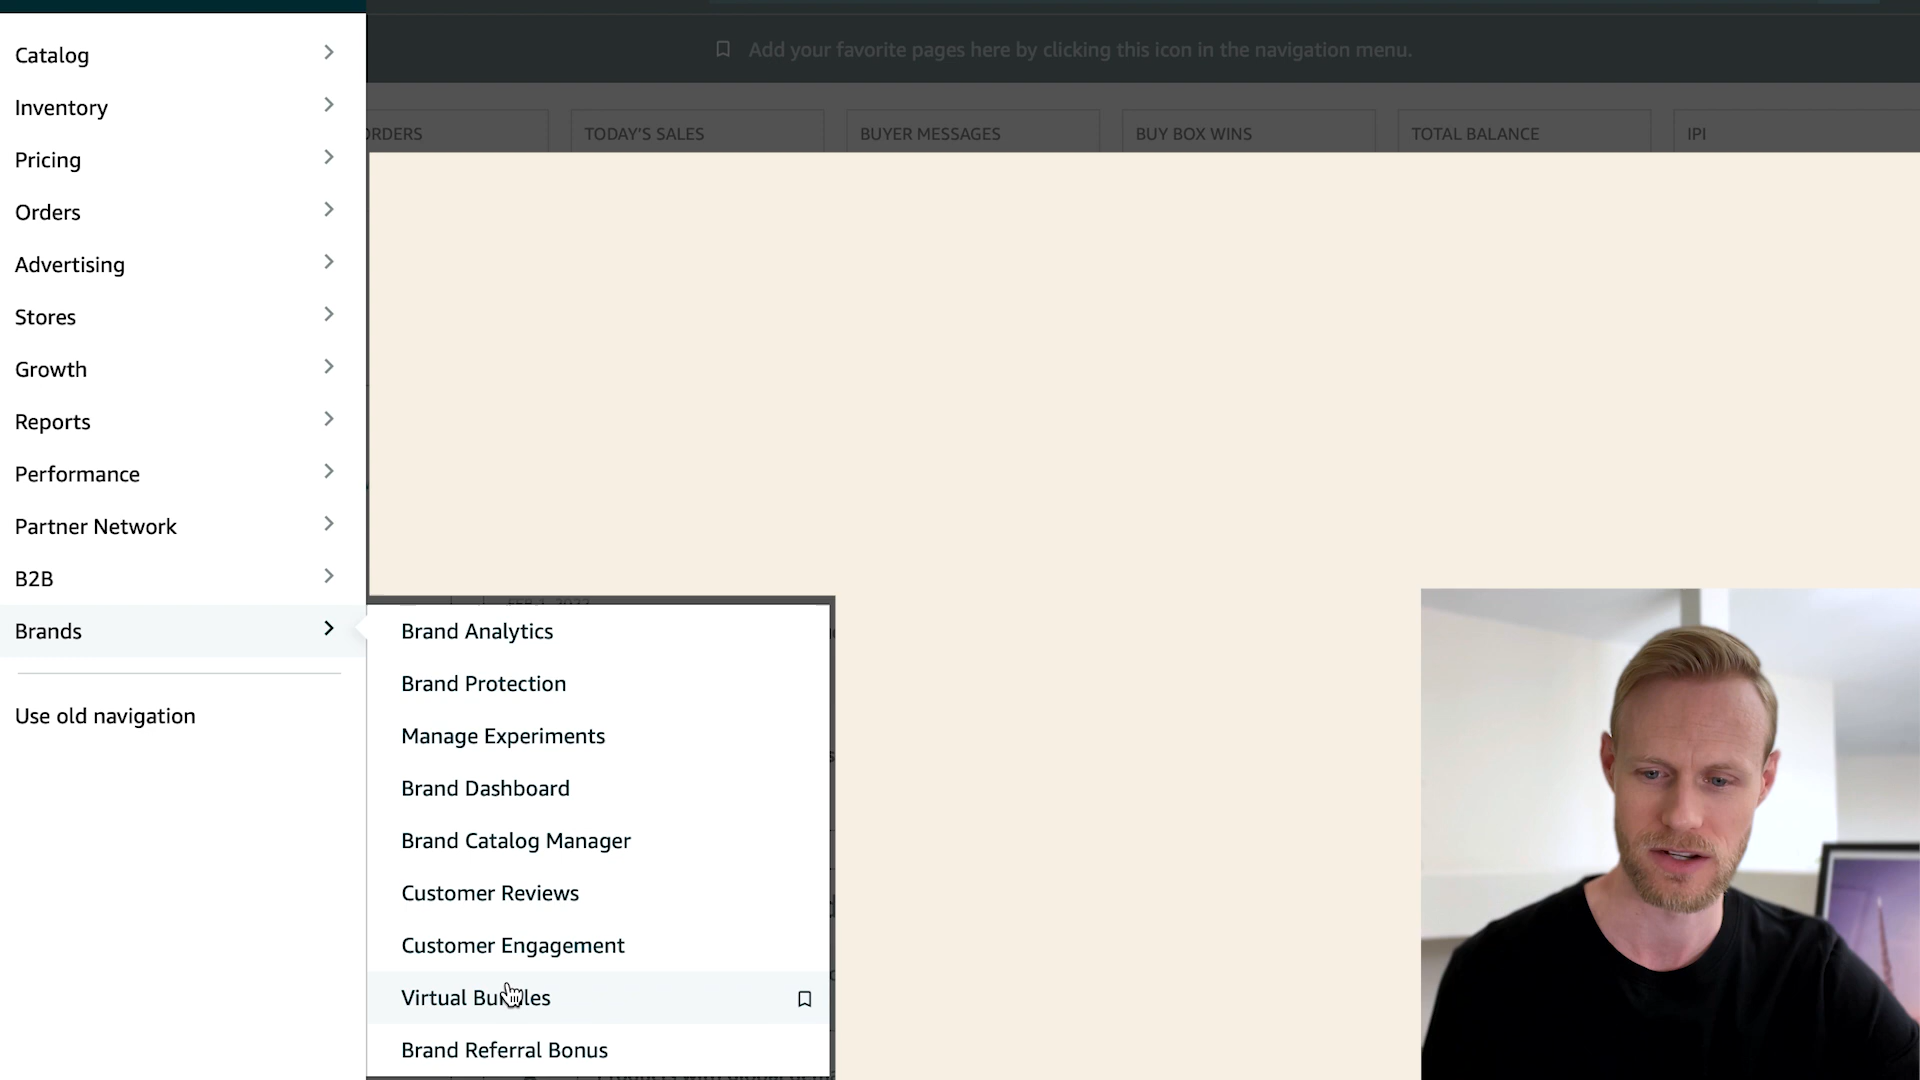 Add your favorite pages here by clicking this icon in the navigation menu.
ORDERS
TODAY'S SALES
BUYER MESSAGES
BUY BOX WINS
TOTAL BALANCE
IPI
Catalog
Inventory
Pricing
Orders
Advertising
Stores
Growth
Reports
Performance
Partner Network
B2B
Brands
Use old navigation
Brand Analytics
Brand Protection
Manage Experiments
Brand Dashboard
Brand Catalog Manager
Customer Reviews
Customer Engagement
Virtual Bundles
Brand Referral Bonus